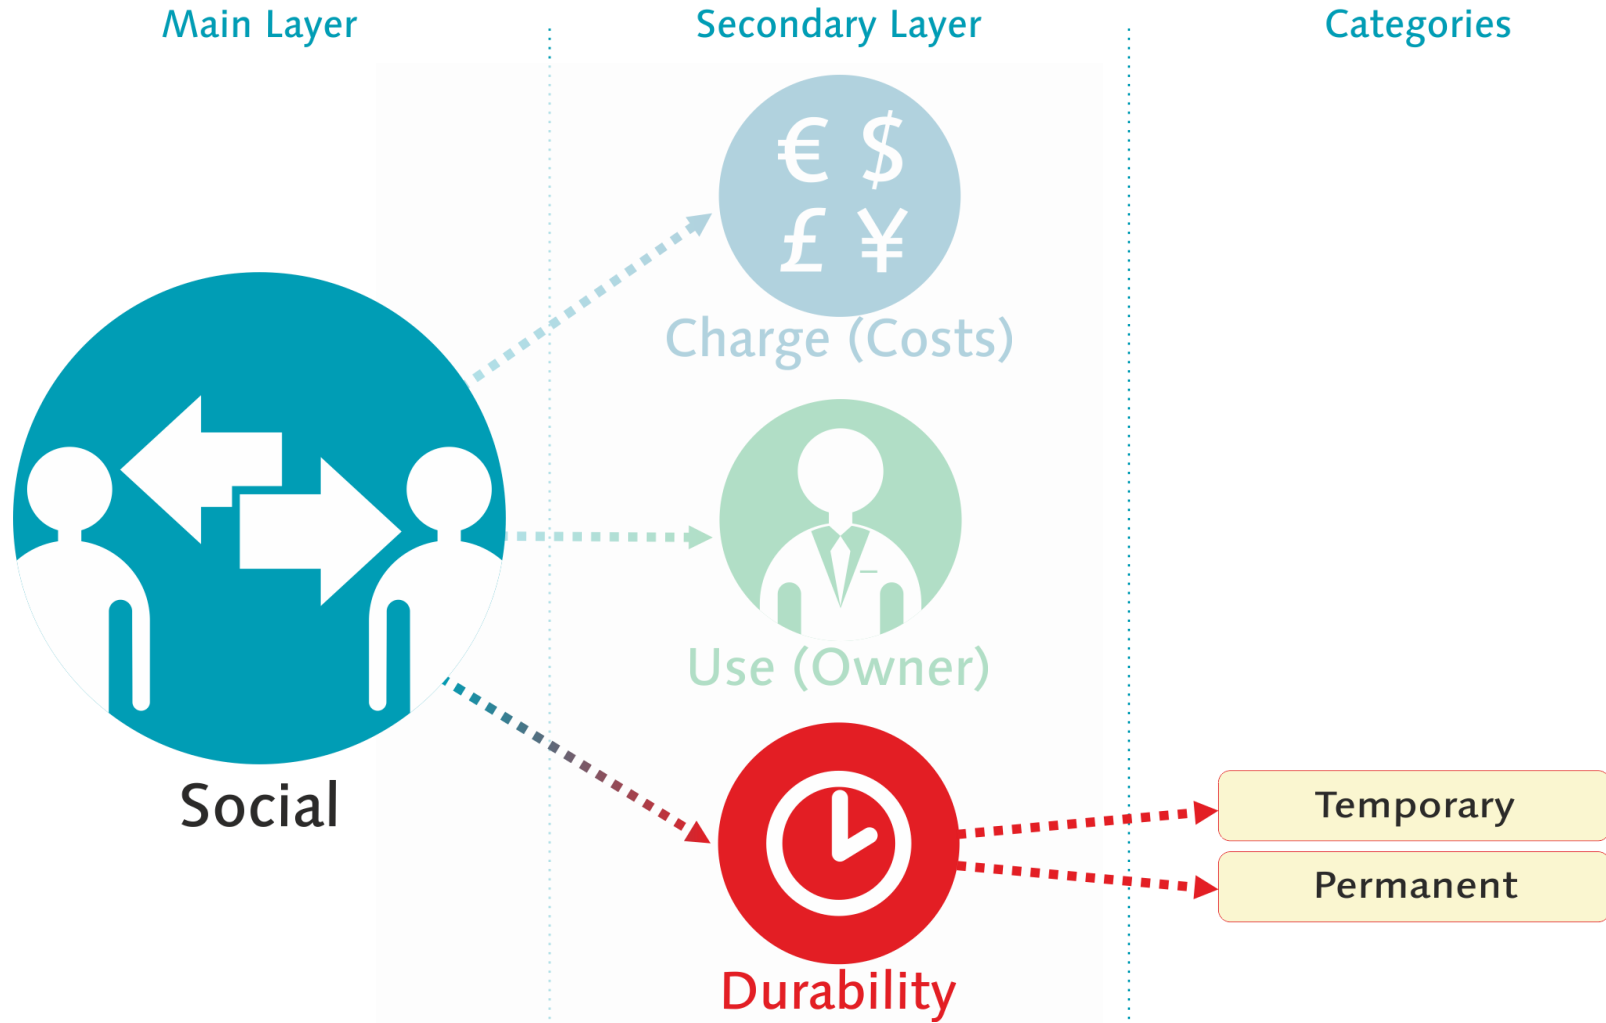 Main Layer
Secondary Layer
Categories
€ $
£ ¥
Charge (Costs)
Use (Owner)
Social
Temporary
Permanent
Durability